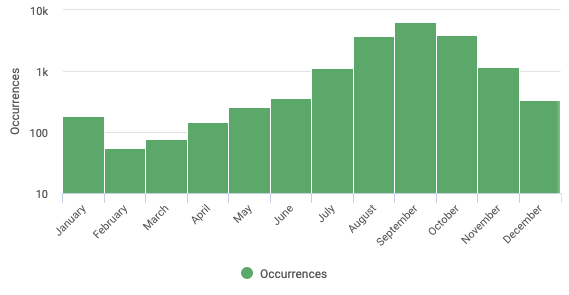 10k
1k
100
10
Occurrences
January
February
March
April
May
June
July
August
September
October
November
December
Occurrences